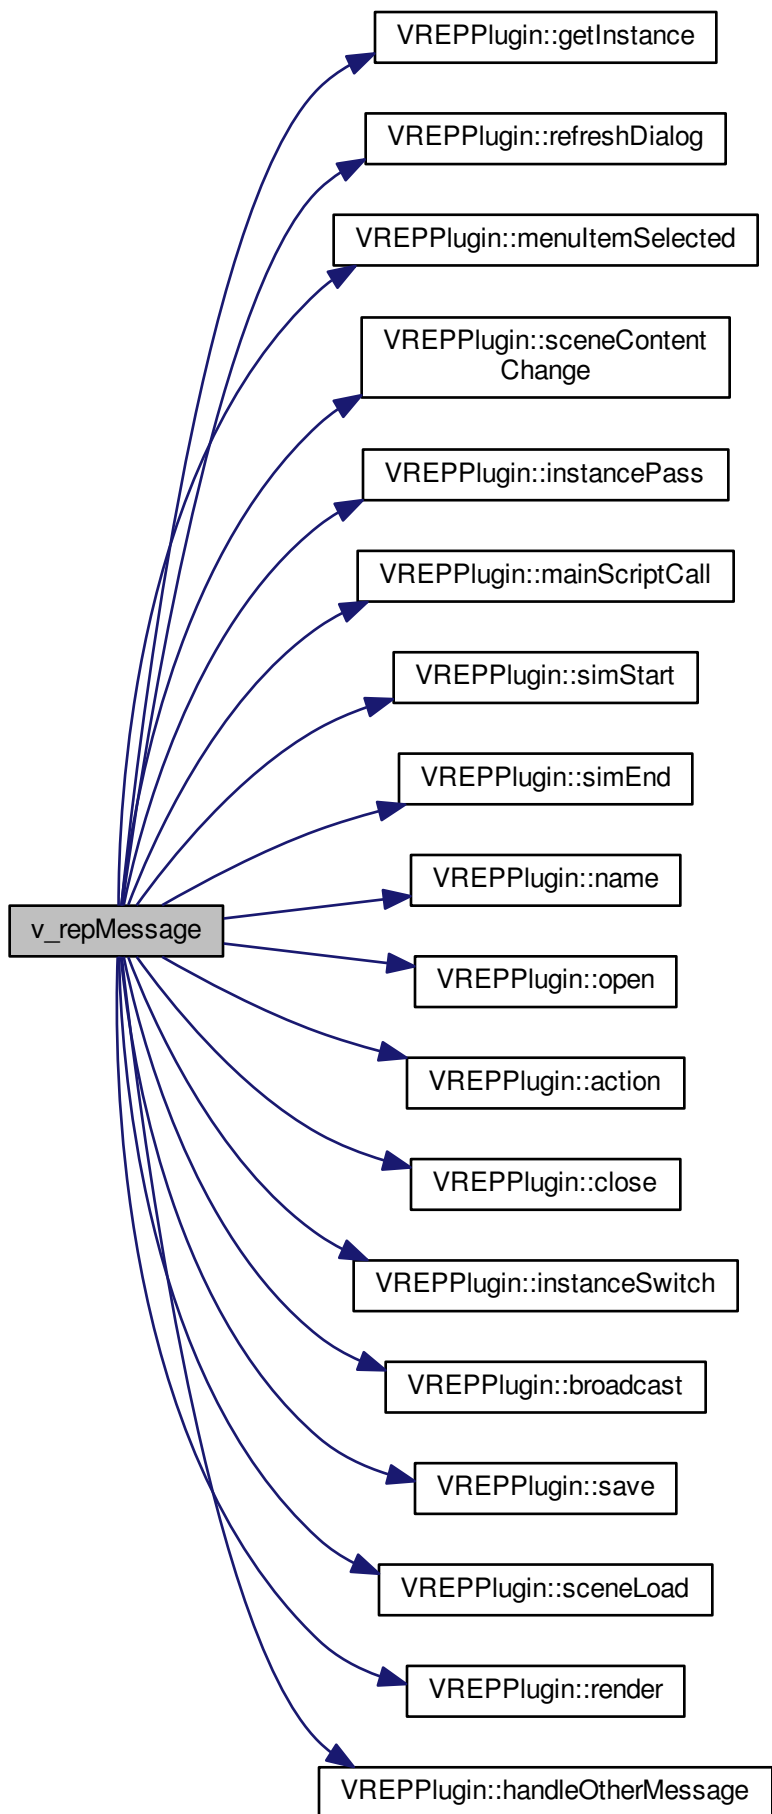 VREPPlugin::getInstance
VREPPlugin::refreshDialog
VREPPlugin::menuItemSelected
VREPPlugin::sceneContent
Change
VREPPlugin::instancePass
VREPPlugin::mainScriptCall
VREPPlugin::simStart
VREPPlugin::simEnd
VREPPlugin::name
v_repMessage
VREPPlugin::open
VREPPlugin::action
VREPPlugin::close
VREPPlugin::instanceSwitch
VREPPlugin::broadcast
VREPPlugin::save
VREPPlugin::sceneLoad
VREPPlugin::render
VREPPlugin::handleOtherMessage